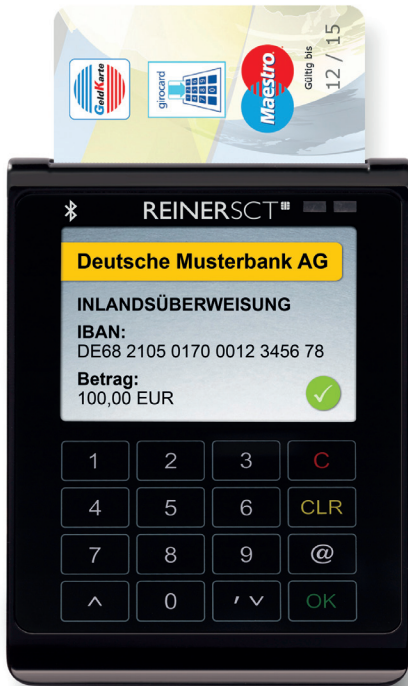 GeldKarte
girocard
Maestro.
Gültig bis
12 / 15
REINERSCT
Deutsche Musterbank AG
INLANDSÜBERWEISUNG
IBAN:
DE68 2105 0170 0012 3456 78
Betrag:
100,00 EUR
1 2 3 C
4 5 6 CLR
7 8 9 @
0 OK